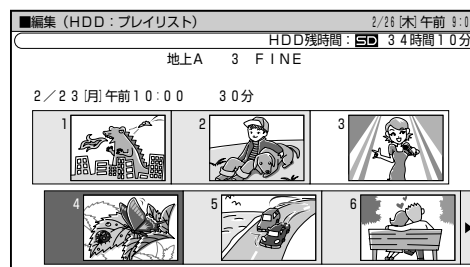 ■編集（HDD：プレイリスト） 2/26[木]午前 9:0
HDD残時間：SD 34時間10分
地上A 3 FINE
2／23[月]午前10:00 30分
1 2 3
4 5 6